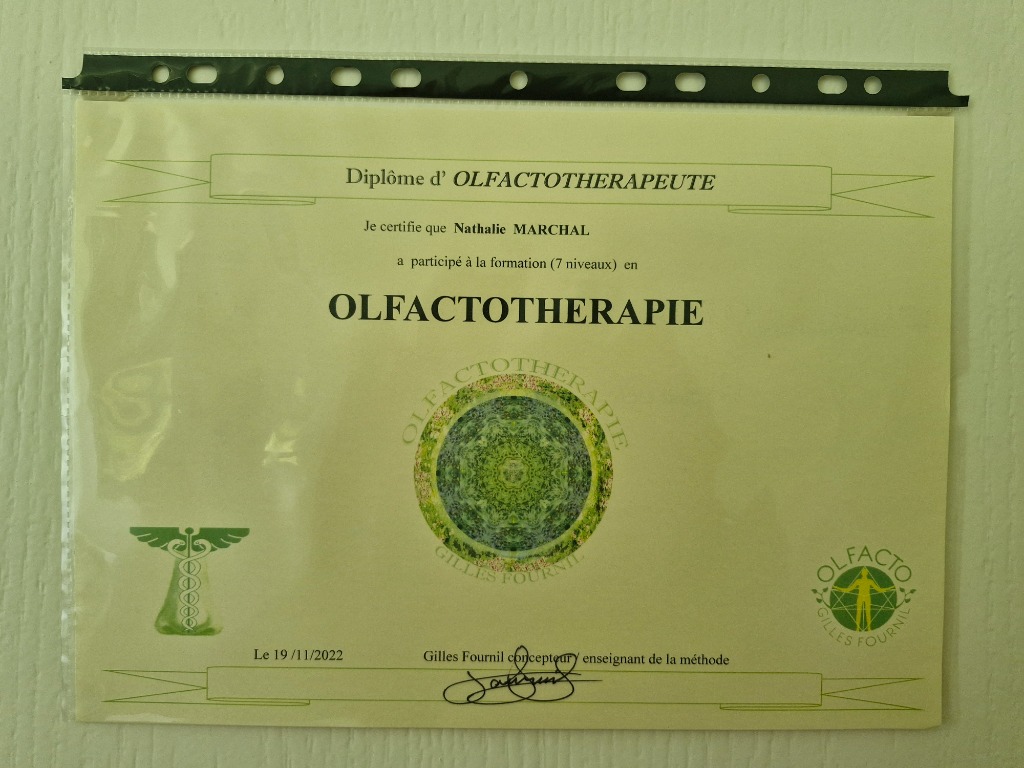 Diplôme d' OLFACTOTHERAPEUTE
Je certifie que Nathalie MARCHAL
a participé à la formation (7 niveaux) en
OLFACTOTHERAPIE
OLFACTOTHERAPIE
GILLES FOURNIL
OLFACTO
GILLES FOURNIL
Le 19 /11/2022
Gilles Fournil concepteur / enseignant de la méthode